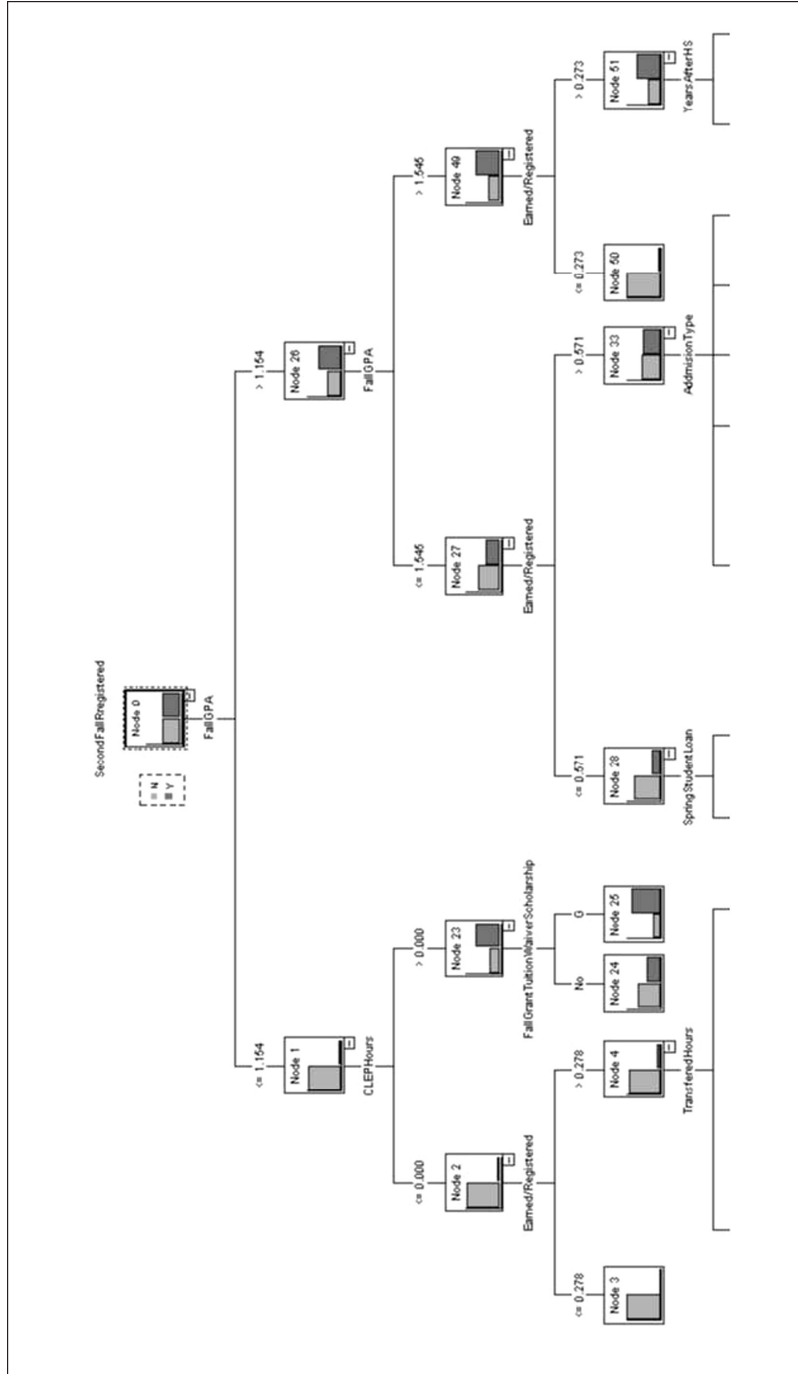 SecondFallRregistered
N
Y
Node 0
FallGPA
<= 1.154
> 1.154
Node 1
Node 26
CLEPHours
FallGPA
<= 0.000
> 0.000
<= 1.545
> 1.545
Node 2
Node 23
Node 27
Node 49
Earned/Registered
FallGrantTuitionWaiverScholarship
Earned/Registered
Earned/Registered
<= 0.278
> 0.278
No
G
<= 0.571
> 0.571
<= 0.273
> 0.273
Node 3
Node 4
Node 24
Node 25
Node 28
Node 33
Node 50
Node 51
TransferedHours
SpringStudentLoan
AddmisionType
YearsAfterHS